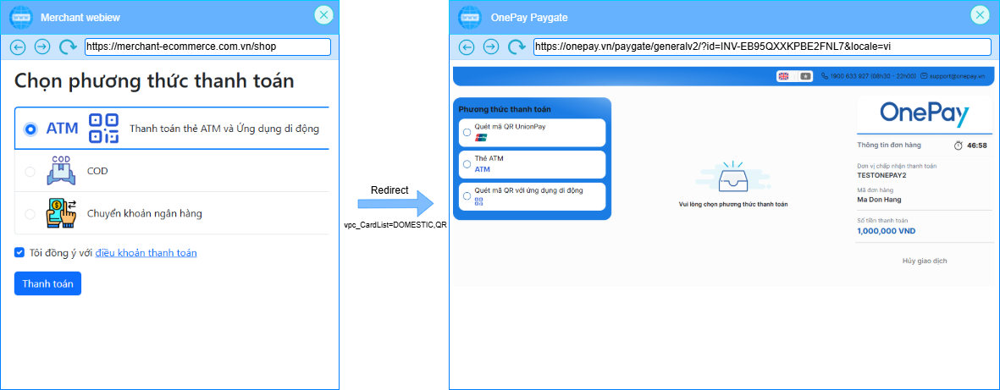 Merchant webiew
https://merchant-ecommerce.com.vn/shop
Chọn phương thức thanh toán
ATM
Thanh toán thẻ ATM và Ứng dụng di động
COD
COD
Chuyển khoản ngân hàng
Tôi đồng ý với điều khoản thanh toán
Thanh toán
Redirect
vpc_CardList=DOMESTIC,QR
OnePay Paygate
https://onepay.vn/paygate/generalv2/?id=INV-EB95QXXKPBE2FNL7&locale=vi
1900 633 927 (08h30 - 22h00)
support@onepay.vn
Phương thức thanh toán
Quét mã QR UnionPay
Thẻ ATM
ATM
Quét mã QR với ứng dụng di động
Vui lòng chọn phương thức thanh toán
OnePay
Thông tin đơn hàng
46:58
Đơn vị chấp nhận thanh toán
TESTONEPAY2
Mã đơn hàng
Ma Don Hang
Số tiền thanh toán
1,000,000 VND
Hủy giao dịch